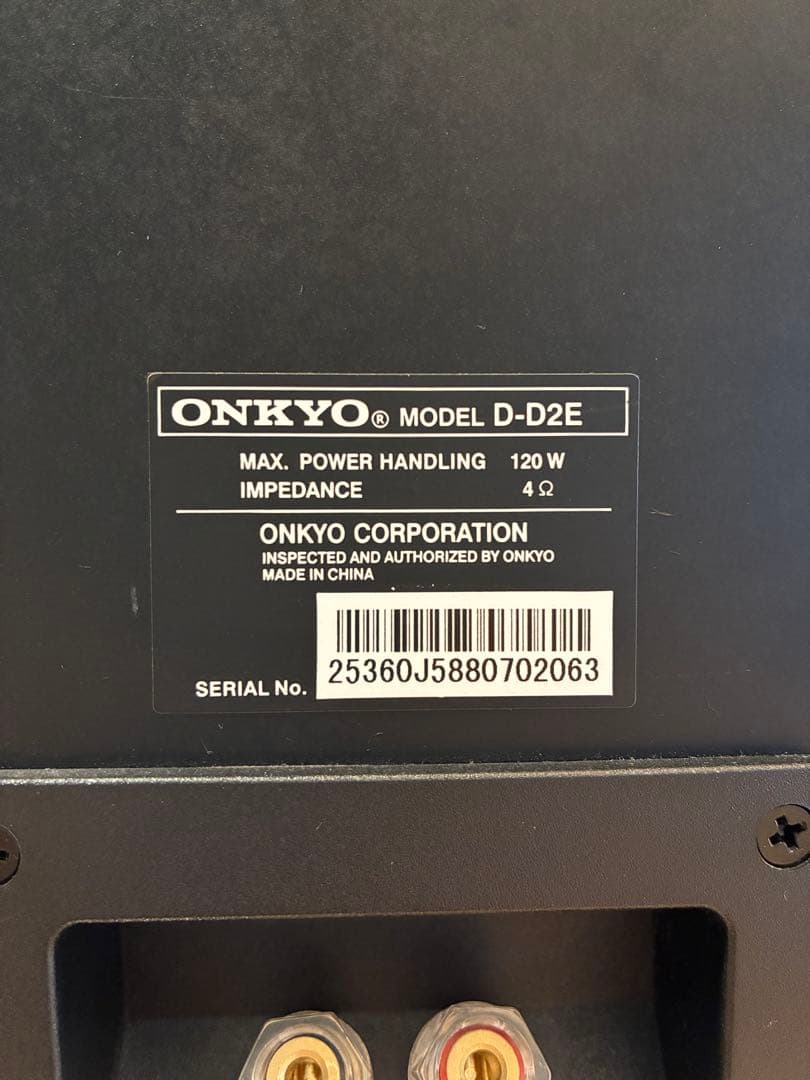 ONKYO® MODEL D-D2E
MAX. POWER HANDLING 120 W
IMPEDANCE 4 Ω
ONKYO CORPORATION
INSPECTED AND AUTHORIZED BY ONKYO
MADE IN CHINA
SERIAL No. 25360J5880702063